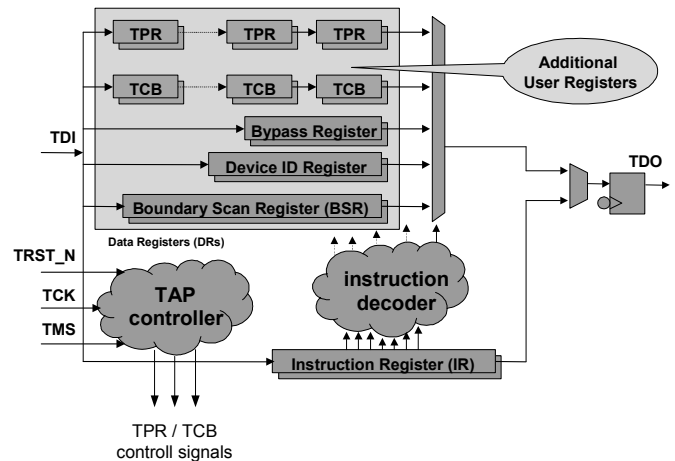 TPR TPR TPR
Additional
User Registers
TCB TCB TCB
Bypass Register
TDI
TDO
Device ID Register
Boundary Scan Register (BSR)
Data Registers (DRs)
TRST_N
TAP
controller
instruction
decoder
TCK
TMS
Instruction Register (IR)
TPR / TCB
controll signals